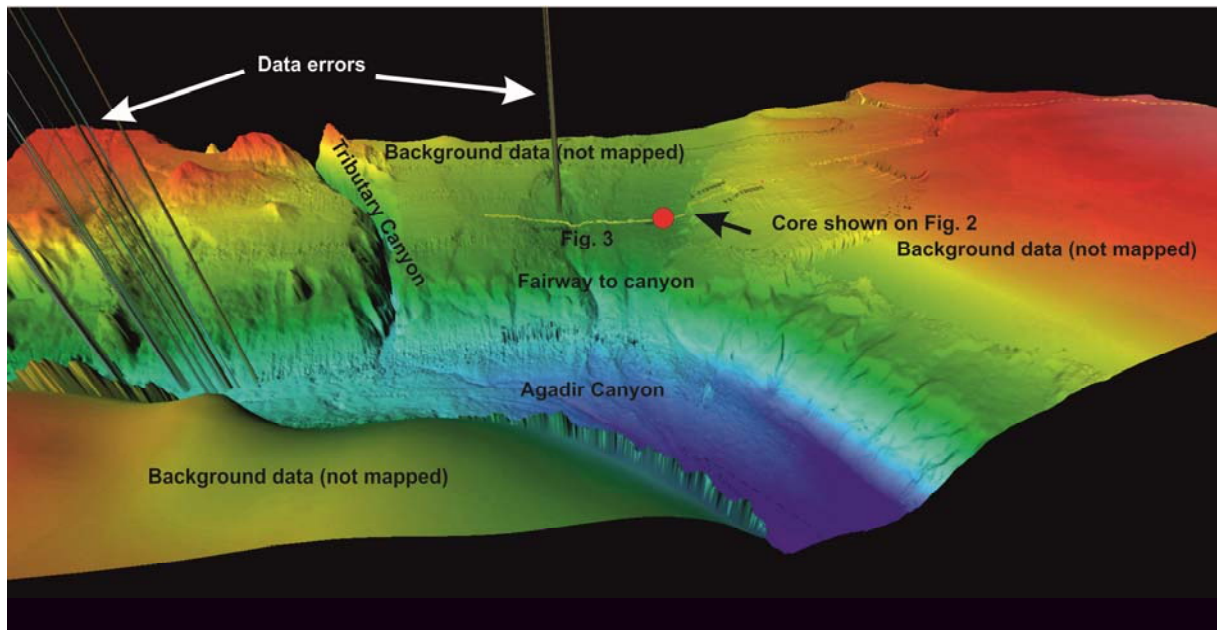 Data errors
Background data (not mapped)
Tributary Canyon
Core shown on Fig. 2
Fig. 3
Background data (not mapped)
Fairway to canyon
Agadir Canyon
Background data (not mapped)